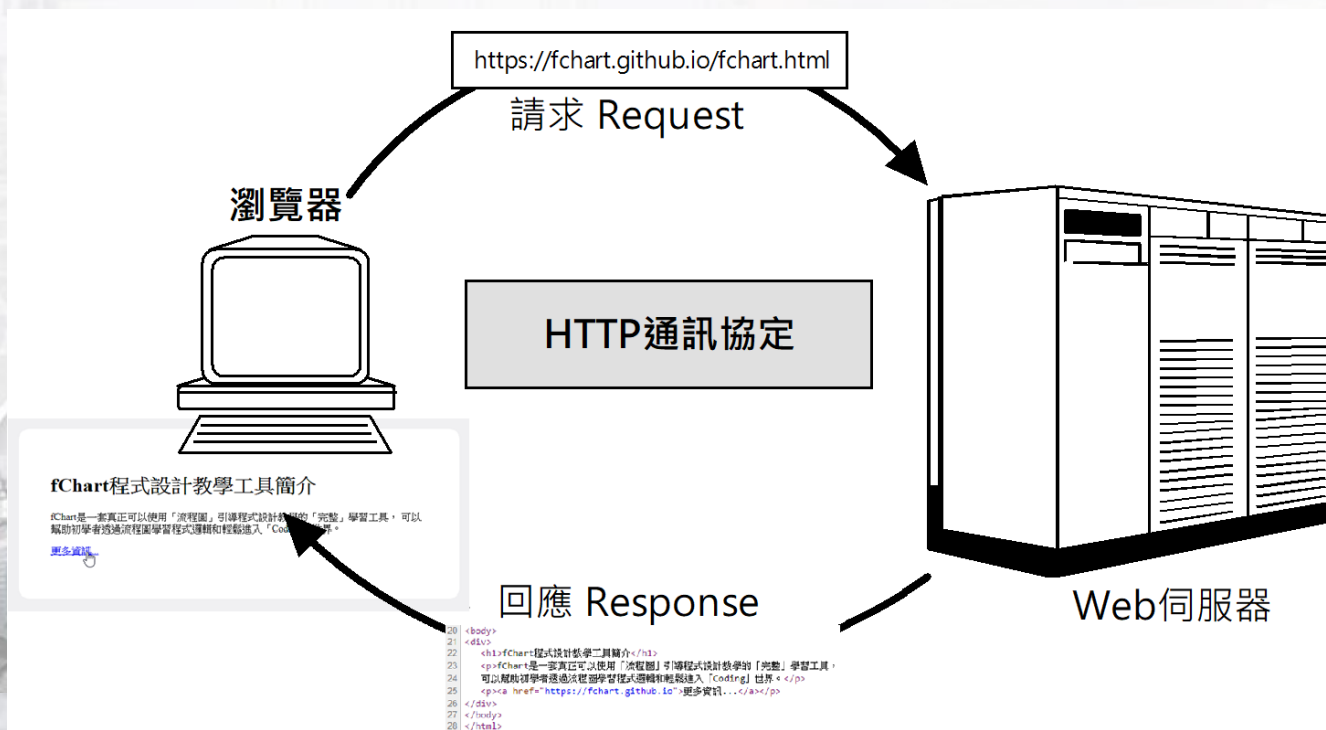 https://fchart.github.io/fchart.html
請求 Request
瀏覽器
HTTP通訊協定
fChart程式設計教學工具簡介
fChart是一套真正可以使用「流程圖」引導程式設計教學的「完整」學習工具， 可以
幫助初學者透過流程圖學習程式邏輯和輕鬆進入「Coding」世界。
更多資訊...
回應 Response
Web伺服器
20 <body>
21 <div>
22 <h1>fChart程式設計教學工具簡介</h1>
23 <p>fChart是一套真正可以使用「流程圖」引導程式設計教學的「完整」學習工具，
24 可以幫助初學者透過流程圖學習程式邏輯和輕鬆進入「Coding」世界。</p>
25 <p><a href="https://fchart.github.io">更多資訊...</a></p>
26 </div>
27 </body>
28 </html>